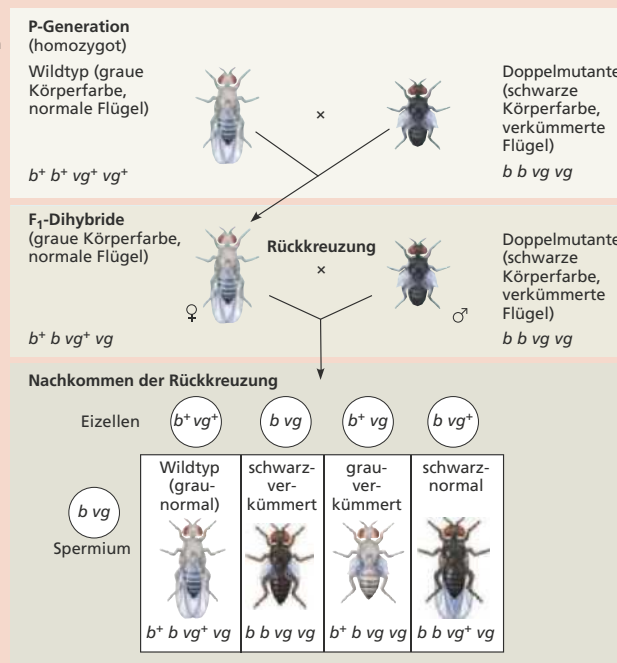 P-Generation
(homozygot)
Wildtyp (graue
Körperfarbe,
normale Flügel)
×
Doppelmutante
(schwarze
Körperfarbe,
verkümmerte
Flügel)
b⁺ b⁺ vg⁺ vg⁺
b b vg vg
F₁-Dihybride
(graue Körperfarbe,
normale Flügel)
Rückkreuzung
×
Doppelmutante
(schwarze
Körperfarbe,
verkümmerte
Flügel)
♀
♂
b⁺ b vg⁺ vg
b b vg vg
Nachkommen der Rückkreuzung
Eizellen
b⁺ vg⁺
b vg
b⁺ vg
b vg⁺
b vg
Spermium
Wildtyp
(grau-
normal)
schwarz-
ver-
kümmert
grau-
ver-
kümmert
schwarz-
normal
b⁺ b vg⁺ vg
b b vg vg
b⁺ b vg vg
b b vg⁺ vg